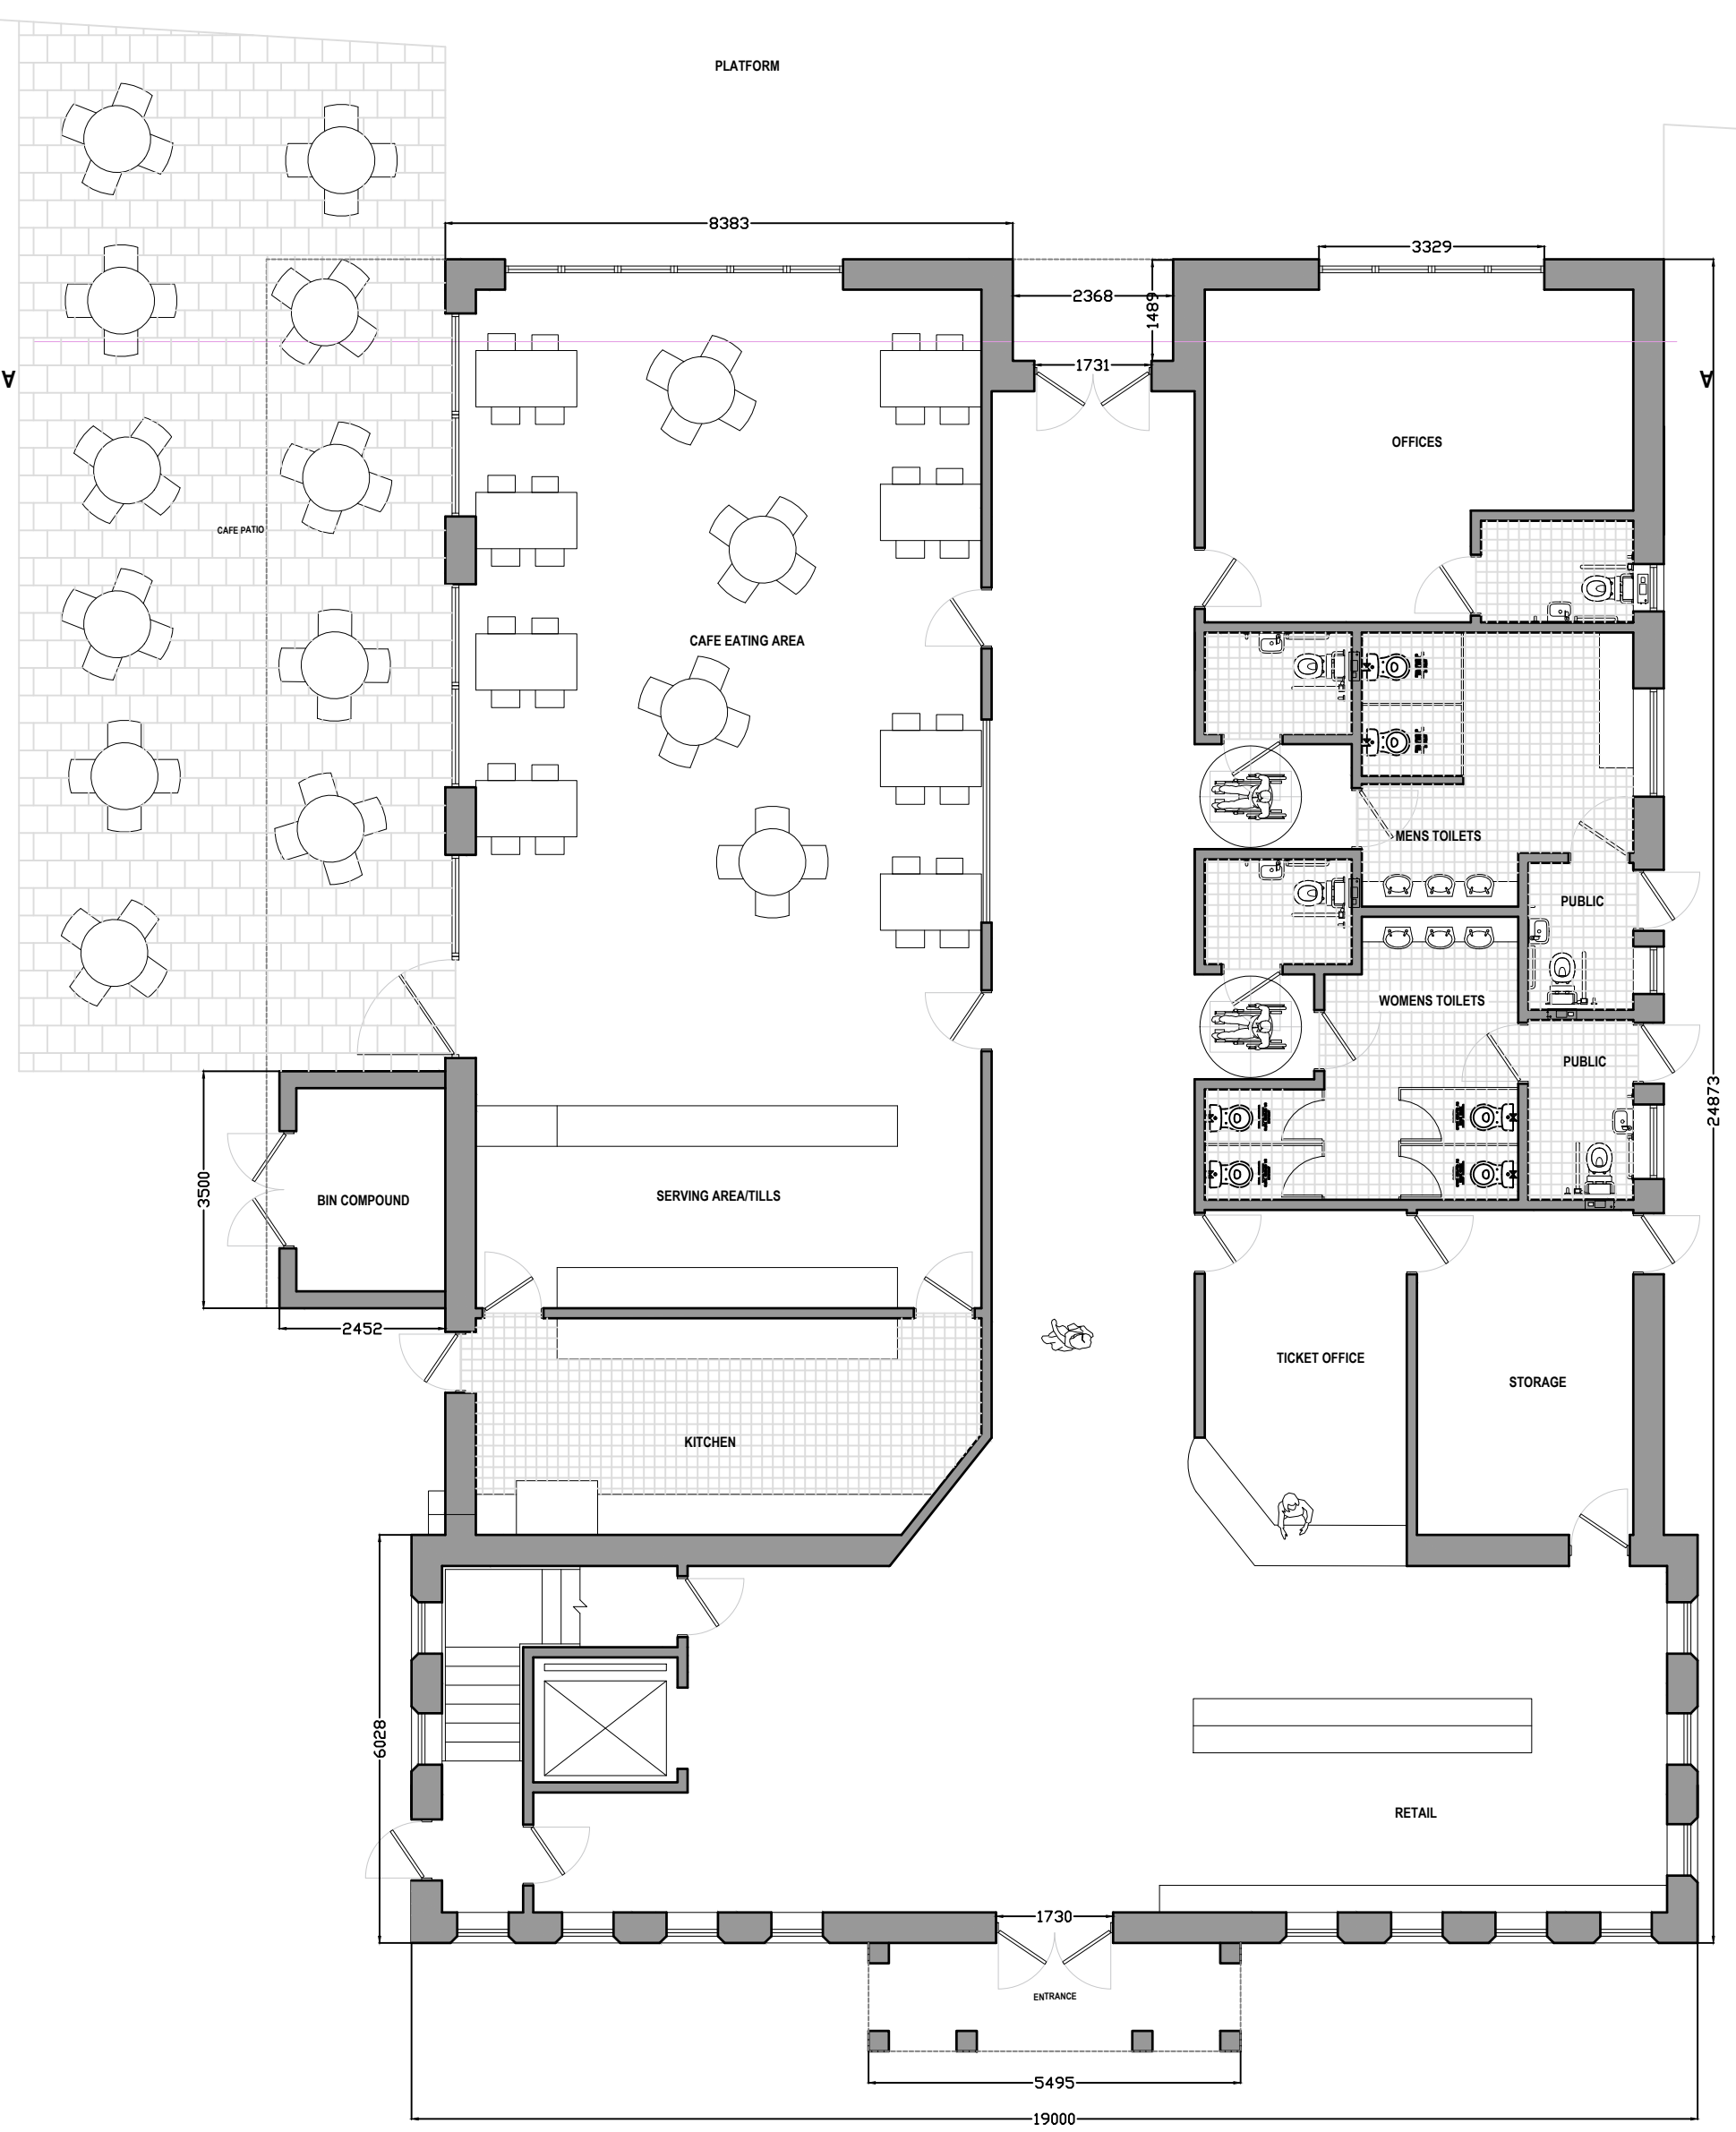 PLATFORM
8383
3329
2368
1489
1731
A
A
OFFICES
CAFE PATIO
CAFE EATING AREA
MENS TOILETS
PUBLIC
WOMENS TOILETS
PUBLIC
24873
3500
BIN COMPOUND
SERVING AREA/TILLS
2452
TICKET OFFICE
STORAGE
KITCHEN
6028
RETAIL
1730
ENTRANCE
5495
19000